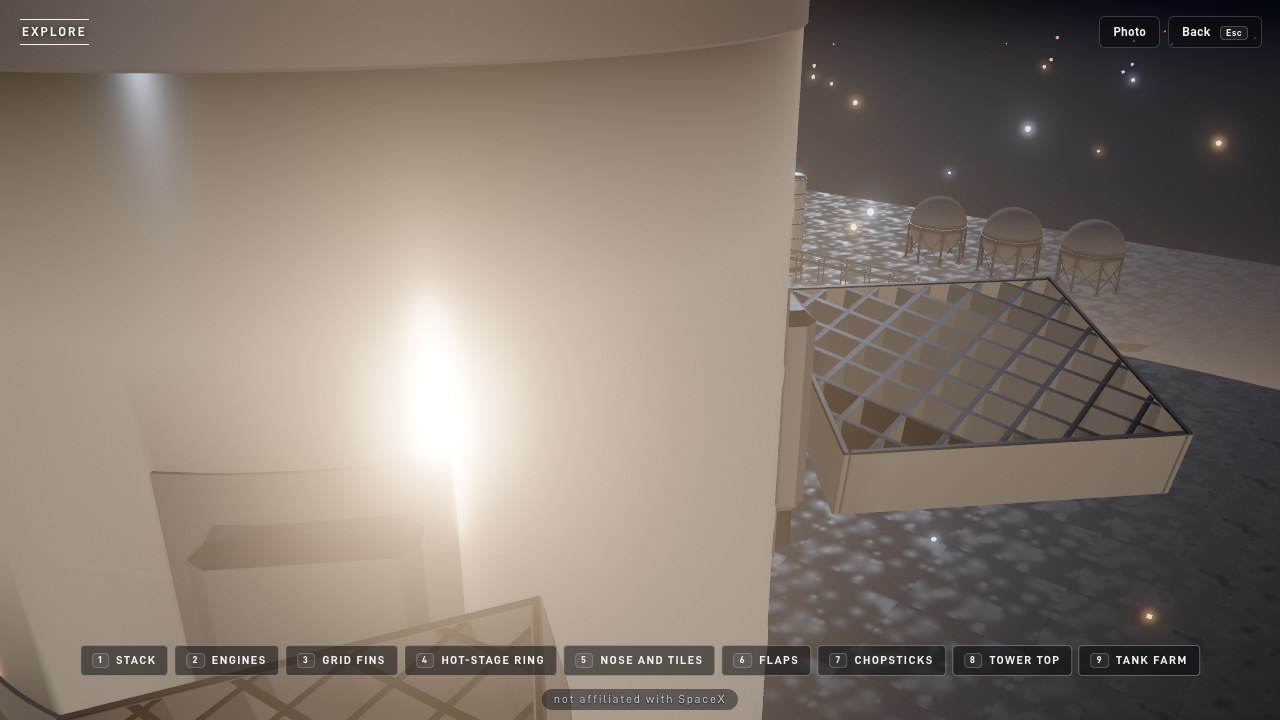 EXPLORE
Photo
Back Esc
1 STACK
2 ENGINES
3 GRID FINS
4 HOT-STAGE RING
5 NOSE AND TILES
6 FLAPS
7 CHOPSTICKS
8 TOWER TOP
9 TANK FARM
not affiliated with SpaceX